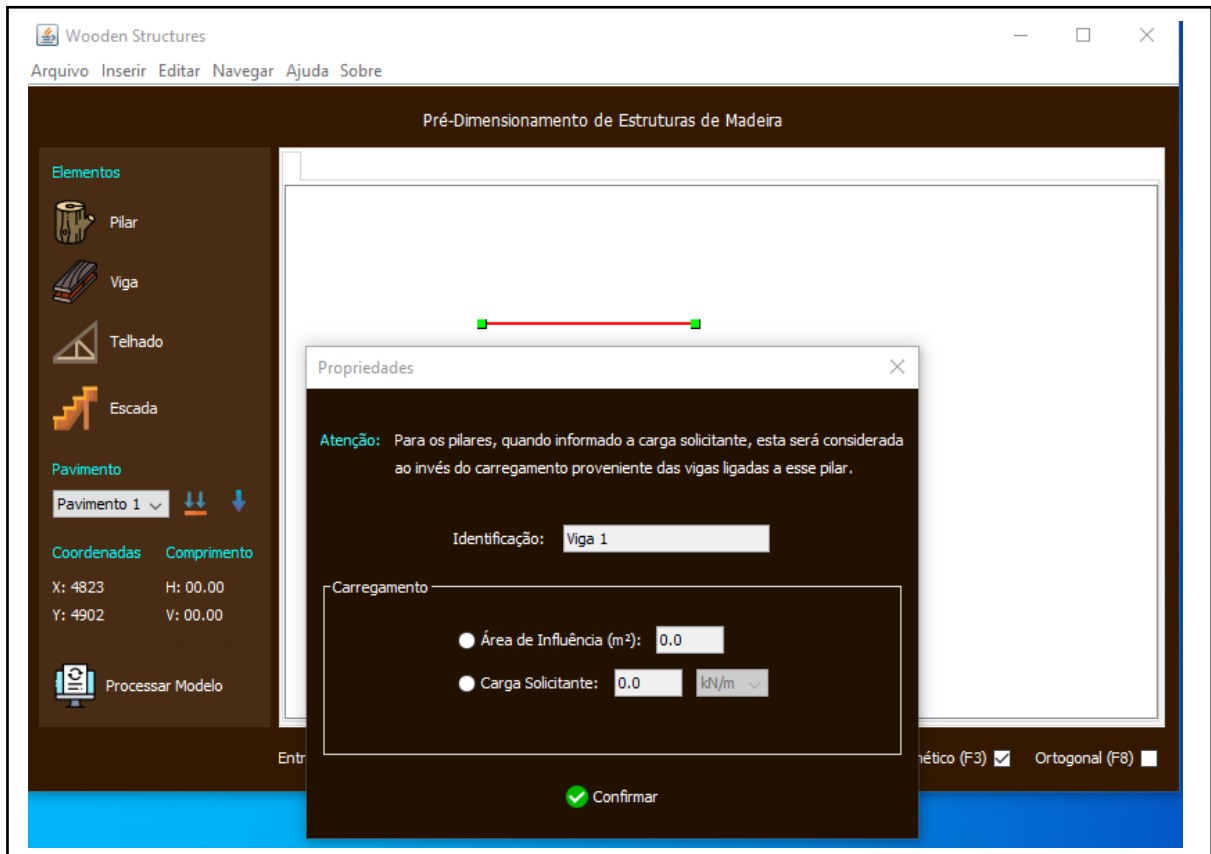 Wooden Structures
Arquivo Inserir Editar Navegar Ajuda Sobre
Pré-Dimensionamento de Estruturas de Madeira
Elementos
Pilar
Viga
Telhado
Escada
Pavimento
Pavimento 1
Coordenadas Comprimento
X: 4823 H: 00.00
Y: 4902 V: 00.00
Processar Modelo
Propriedades
Atenção: Para os pilares, quando informado a carga solicitante, esta será considerada
ao invés do carregamento proveniente das vigas ligadas a esse pilar.
Identificação: Viga 1
Carregamento
Área de Influência (m²): 0.0
Carga Solicitante: 0.0 kN/m
Confirmar
Entr
ético (F3) Ortogonal (F8)